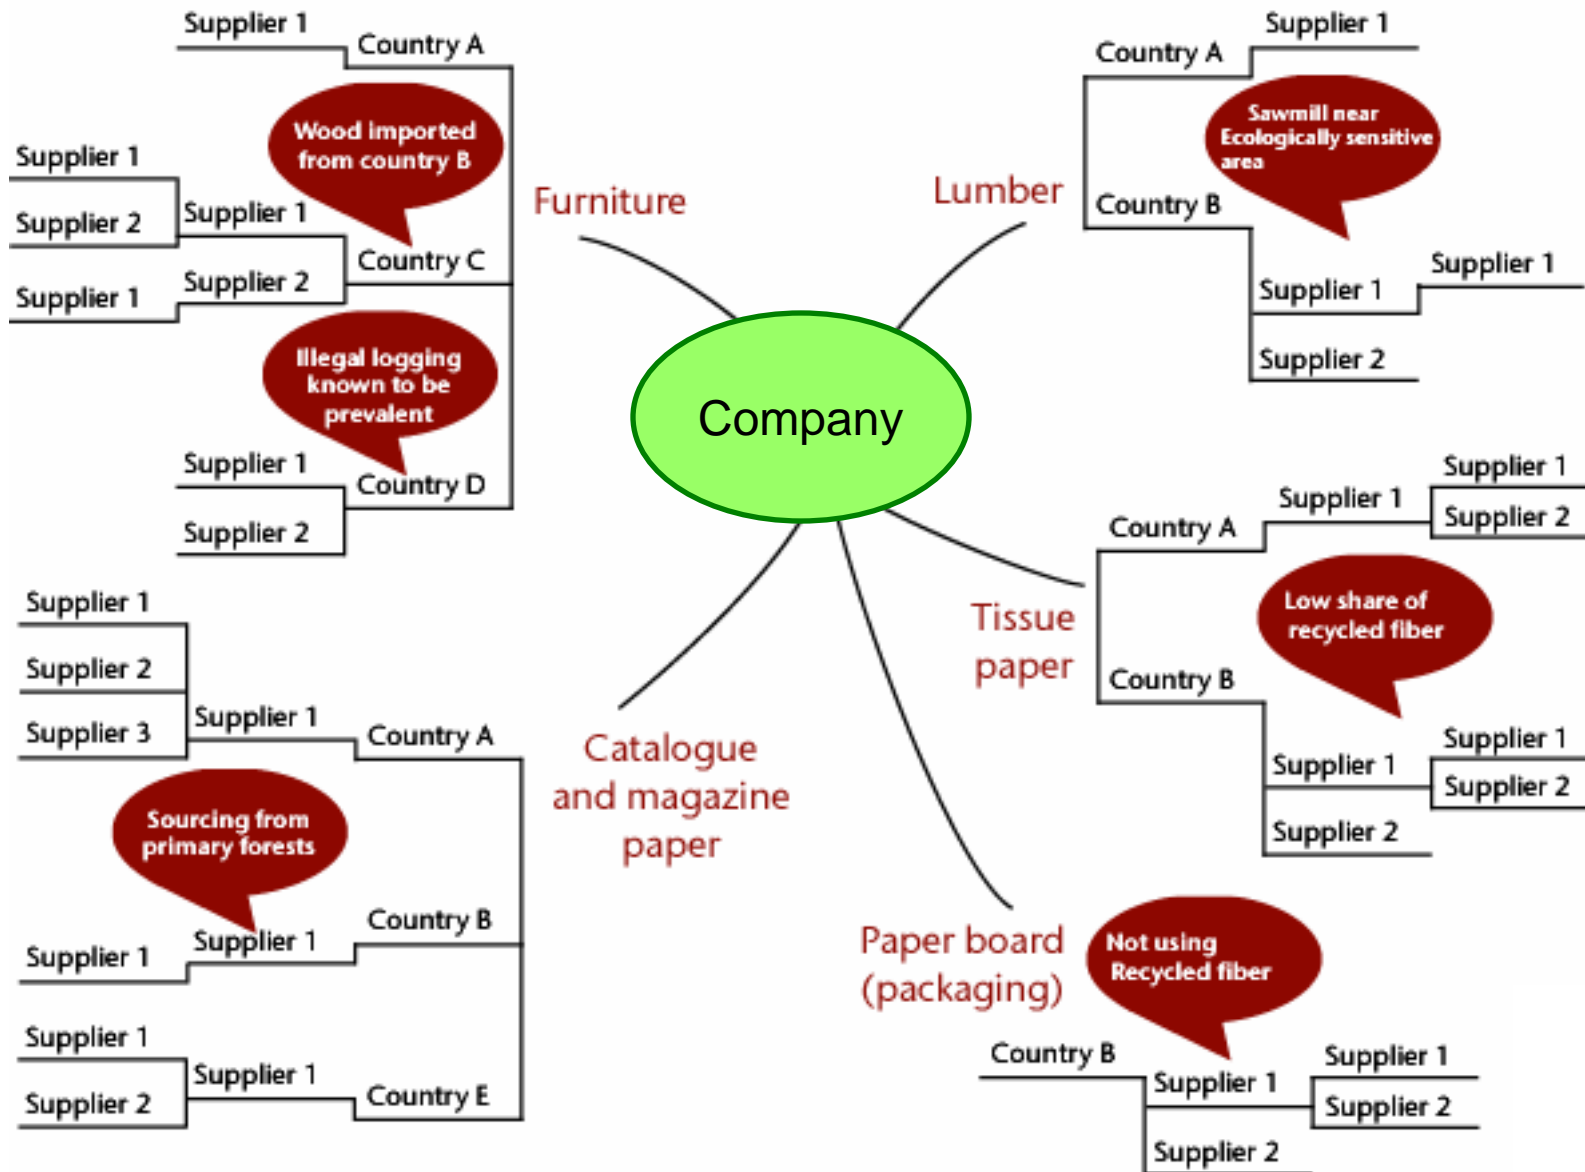 Supplier 1
Country A
Wood imported
from country B
Supplier 1
Supplier 2
Supplier 1
Country C
Supplier 2
Supplier 1
Illegal logging
known to be
prevalent
Supplier 1
Country D
Supplier 2
Furniture
Lumber
Supplier 1
Country A
Sawmill near
Ecologically sensitive
area
Country B
Supplier 1
Supplier 1
Supplier 2
Company
Supplier 1
Supplier 1
Supplier 2
Country A
Low share of
recycled fiber
Tissue
paper
Country B
Supplier 1
Supplier 1
Supplier 2
Supplier 2
Supplier 1
Supplier 2
Supplier 3
Supplier 1
Country A
Catalogue
and magazine
paper
Sourcing from
primary forests
Country B
Supplier 1
Supplier 1
Supplier 1
Supplier 1
Supplier 2
Country E
Paper board
(packaging)
Not using
Recycled fiber
Country B
Supplier 1
Supplier 1
Supplier 2
Supplier 2